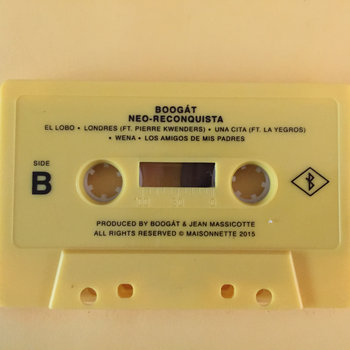 BOOGÁT
NEO-RECONQUISTA
EL LOBO • LONDRES (FT. PIERRE KWENDERS) • UNA CITA (FT. LA YEGROS)
• WENA • LOS AMIGOS DE MIS PADRES
SIDE
B
PRODUCED BY BOOGÁT & JEAN MASSICOTTE
ALL RIGHTS RESERVED © MAISONNETTE 2015